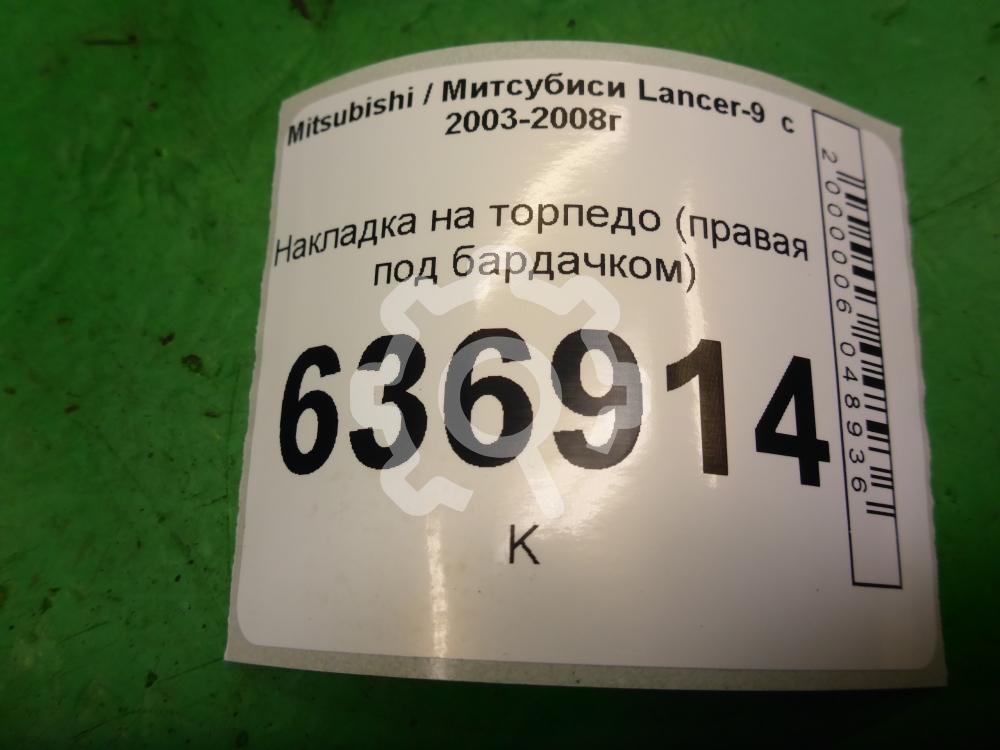 Mitsubishi / Митсубиси Lancer-9 с
2003-2008г
Накладка на торпедо (правая
под бардачком)
636914
К
2000006048936